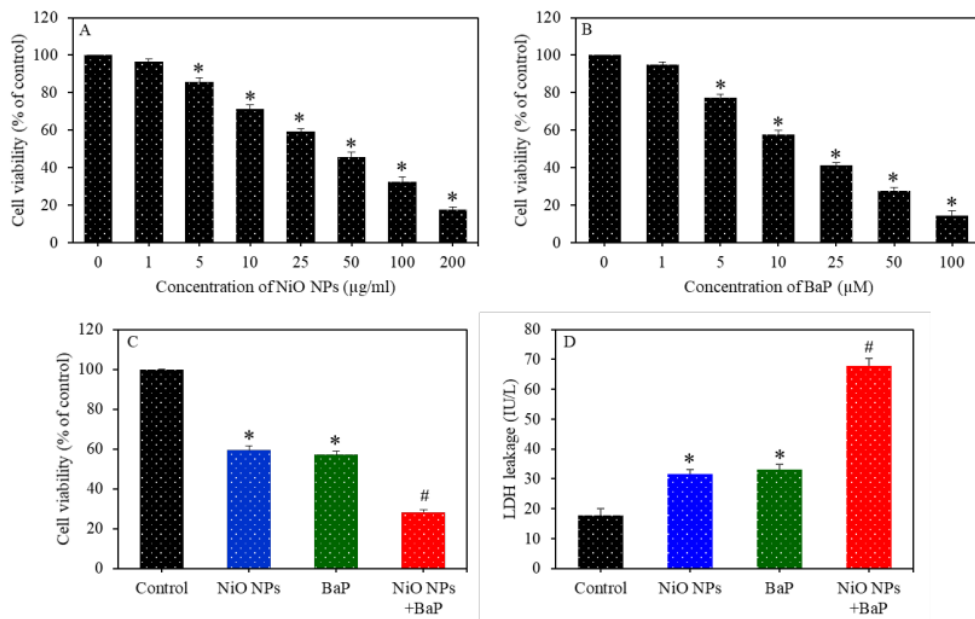 A
Cell viability (% of control)
120
100
80
60
40
20
0
* * * * * *
0 1 5 10 25 50 100 200
Concentration of NiO NPs (µg/ml)
B
Cell viability (% of control)
120
100
80
60
40
20
0
* * * * *
0 1 5 10 25 50 100
Concentration of BaP (µM)
C
Cell viability (% of control)
120
100
80
60
40
20
0
* * #
Control NiO NPs BaP NiO NPs
+BaP
D
LDH leakage (IU/L)
80
70
60
50
40
30
20
10
0
* * #
Control NiO NPs BaP NiO NPs
+BaP